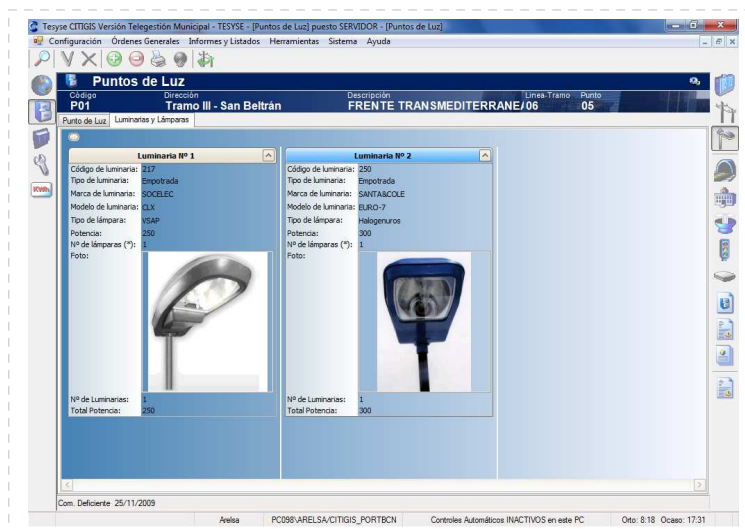 Tesyse CITIGIS Versión Telegestión Municipal - TESYSE - [Puntos de Luz] puesto SERVIDOR - [Puntos de Luz]
Configuración Órdenes Generales Informes y Listados Herramientas Sistema Ayuda
Puntos de Luz
Código Dirección Descripción Linea-Tramo Punto
P01 Tramo III - San Beltrán FRENTE TRANSMEDITERRANE/ 06 05
Punto de Luz Luminarias y Lámparas
Luminaria Nº 1 Luminaria Nº 2
Código de luminaria: 217 Código de luminaria: 250
Tipo de luminaria: Empotrada Tipo de luminaria: Empotrada
Marca de luminaria: SOCELEC Marca de luminaria: SANTA&COLE
Modelo de luminaria: CLX Modelo de luminaria: EURO-7
Tipo de lámpara: VSAP Tipo de lámpara: Halogenuros
Potencia: 250 Potencia: 300
Nº de lámparas (*): 1 Nº de lámparas (*): 1
Foto: Foto:
Nº de Luminarias: 1 Nº de Luminarias: 1
Total Potencia: 250 Total Potencia: 300
KWh
Com. Deficiente 25/11/2009
Arelsa PC098\ARELSA/CITIGIS_PORTBCN Controles Automáticos INACTIVOS en este PC Orto: 8:18 Ocaso: 17:31